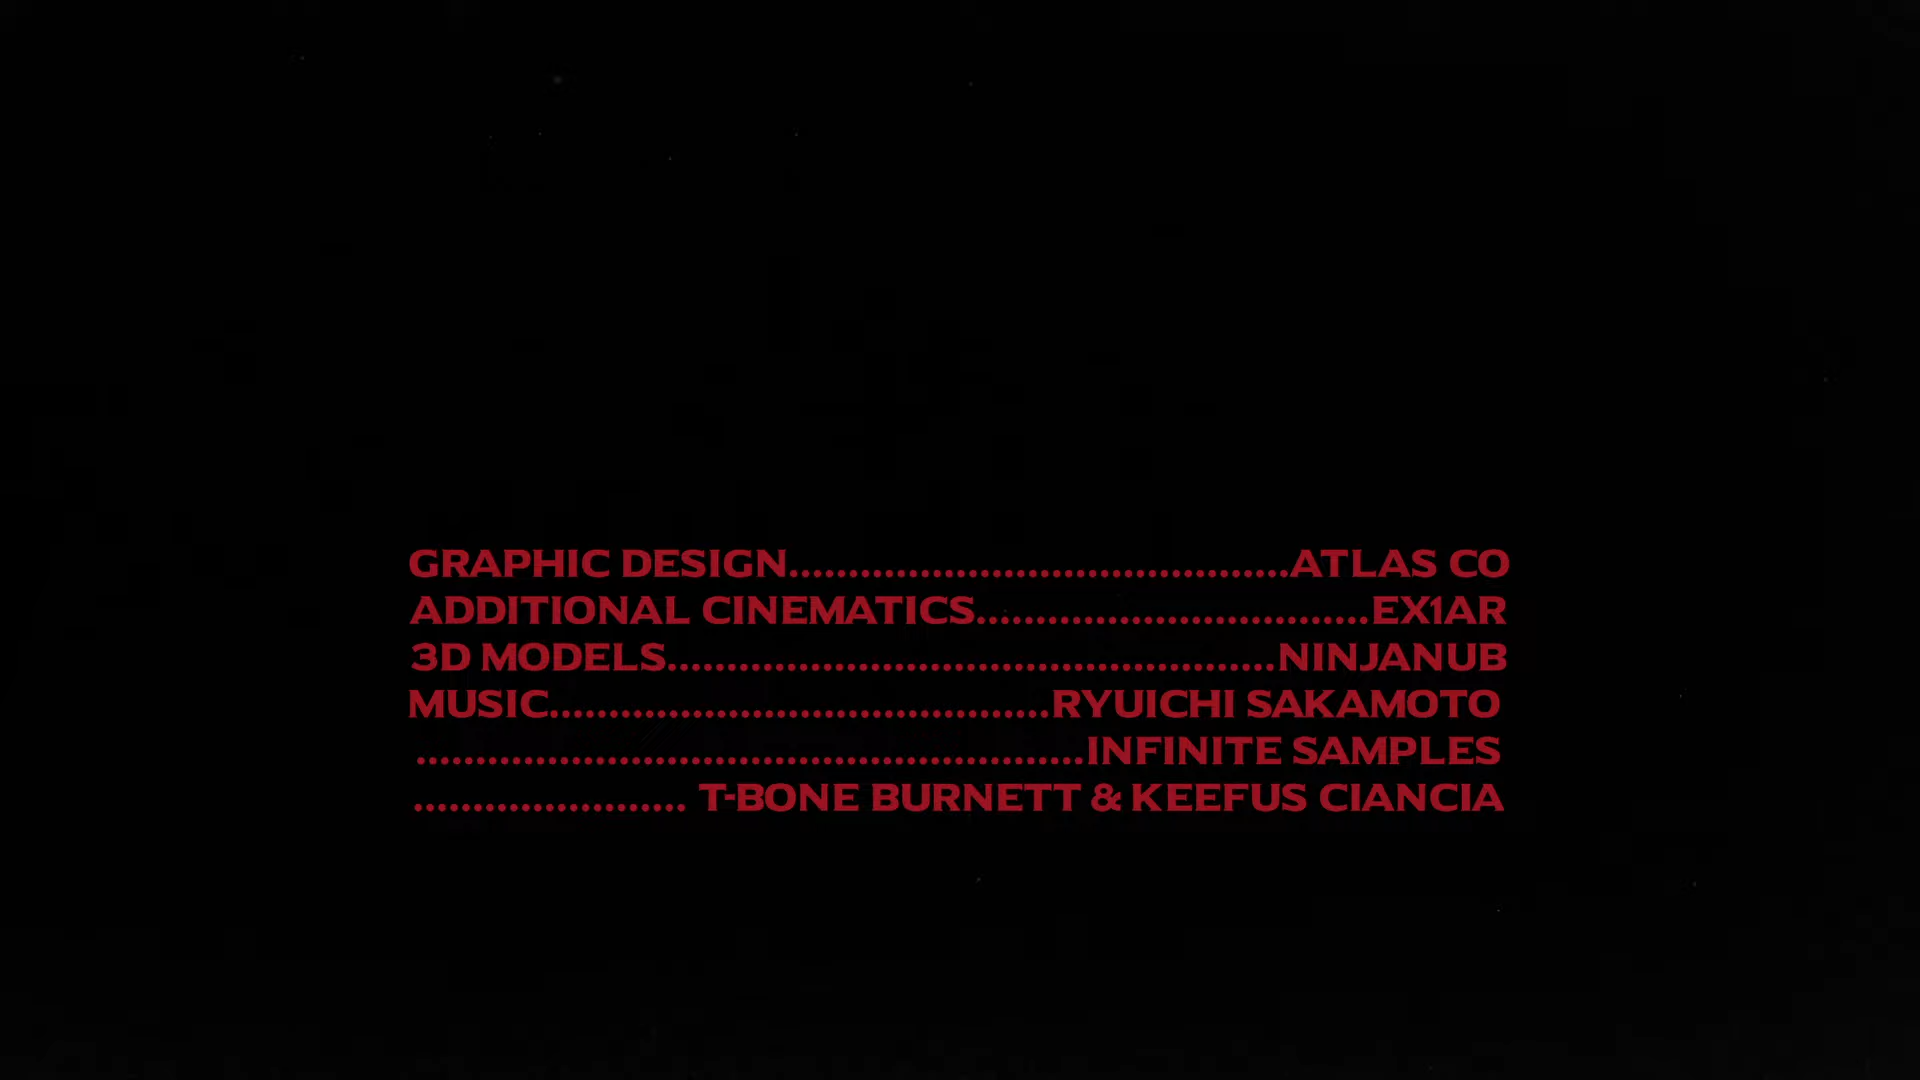 GRAPHIC DESIGN..........................................ATLAS CO
ADDITIONAL CINEMATICS.................................EX1AR
3D MODELS...................................................NINJANUB
MUSIC..........................................RYUICHI SAKAMOTO
........................................................INFINITE SAMPLES
....................... T-BONE BURNETT & KEEFUS CIANCIA